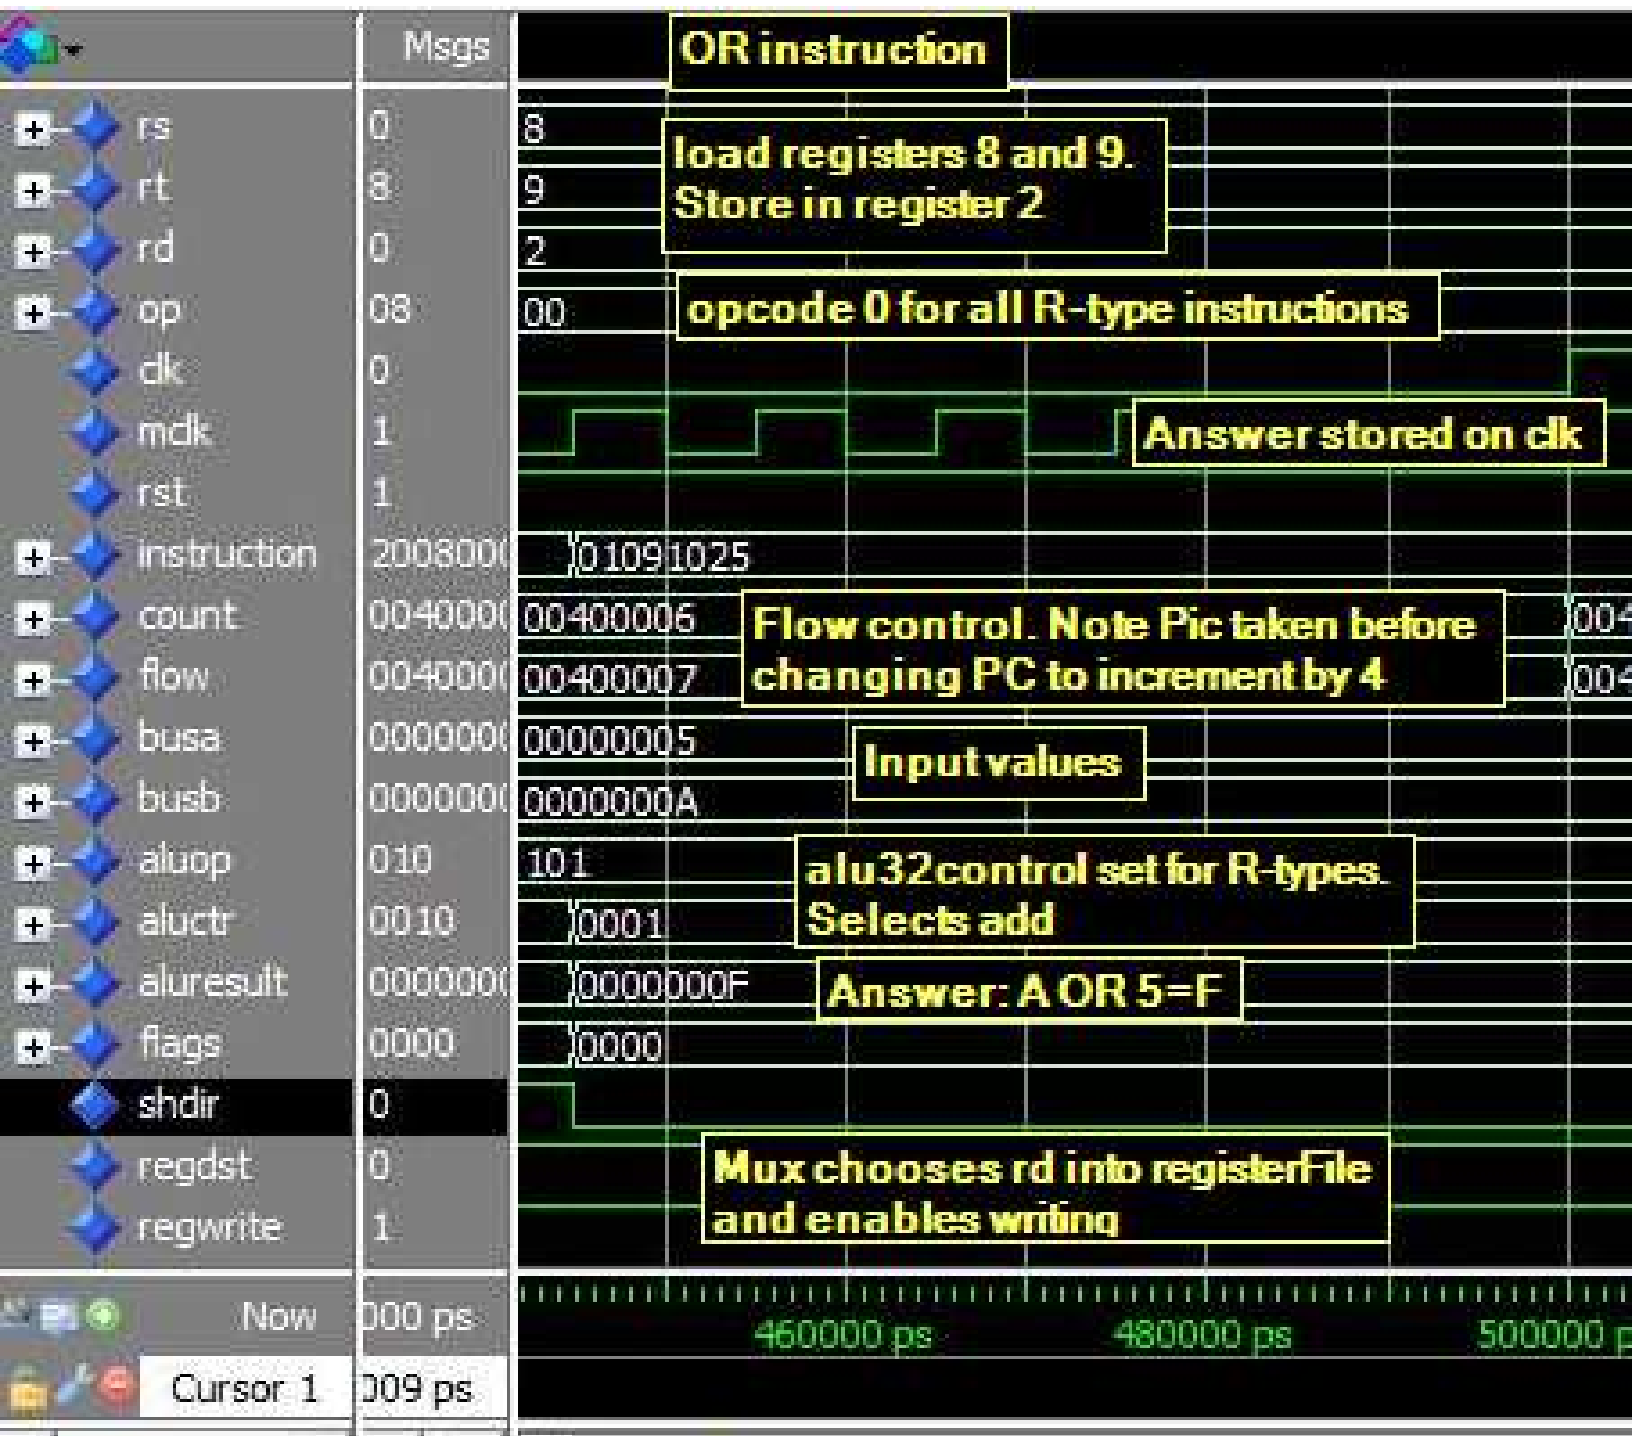 Msgs
OR instruction
rs 0 8
load registers 8 and 9.
Store in register 2
rt 8 9
rd 0 2
op 08 00
opcode 0 for all R-type instructions
clk 0
mclk 1
Answer stored on clk
rst 1
instruction 2008000 01091025
count 0040000 00400006 004
Flow control. Note Pic taken before
changing PC to increment by 4
flow 0040000 00400007 004
busa 0000000 00000005
Input values
busb 0000000 0000000A
aluop 010 101
alu32control set for R-types.
Selects add
aluctr 0010 0001
aluresult 0000000 0000000F
Answer: A OR 5=F
flags 0000 0000
shdir 0
regdst 0
Mux chooses rd into registerFile
and enables writing
regwrite 1
Now 000 ps
460000 ps 480000 ps 500000 p
Cursor 1 009 ps